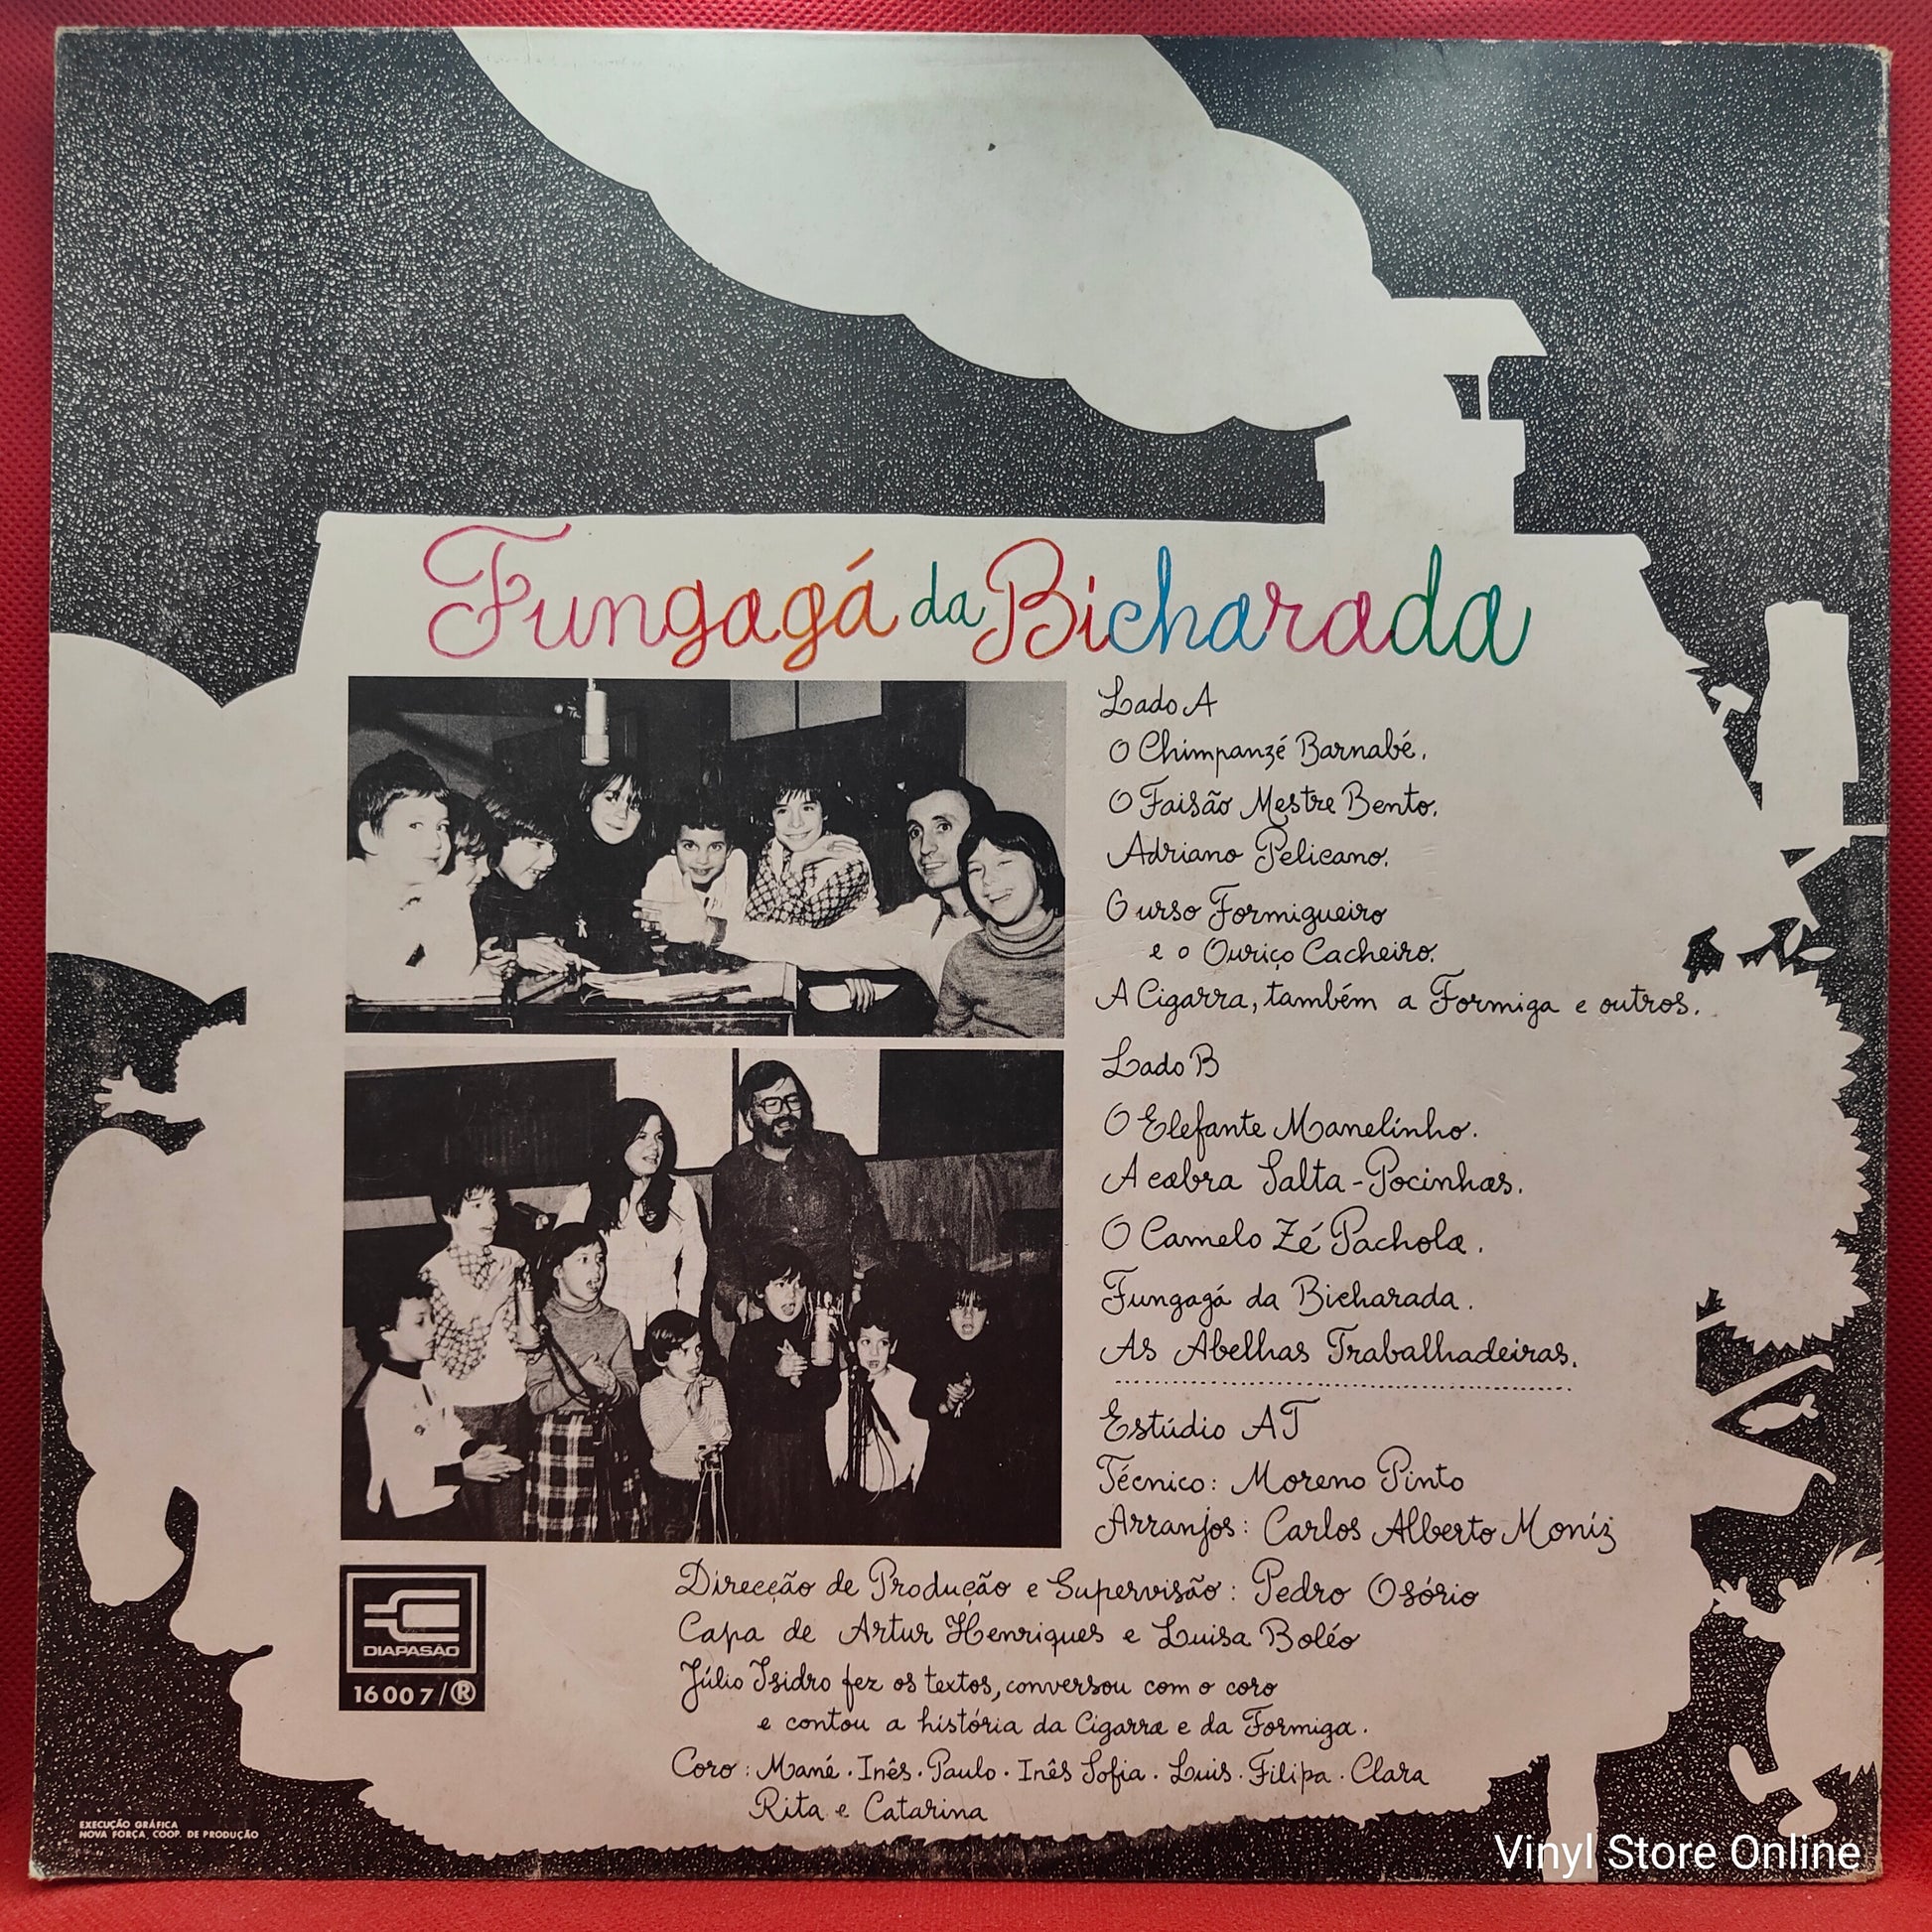 Fungagá da Bicharada
Lado A
O Chimpanzé Barnabé.
O Faisão Mestre Bento.
Adriano Pelicano.
O urso Formigueiro
e o Ouriço Cacheiro.
A Cigarra, também a Formiga e outros.
Lado B
O Elefante Manelinho.
A cabra Salta-Pocinhas.
O Camelo Zé Pachola.
Fungagá da Bicharada.
As Abelhas Trabalhadeiras.
Estúdio AT
Técnico: Moreno Pinto
Arranjos: Carlos Alberto Moniz
Direcção de Produção e Supervisão: Pedro Osório
Capa de Artur Henriques e Luisa Boléo
Júlio Isidro fez os textos, conversou com o coro
e contou a história da Cigarra e da Formiga.
Coro: Mané. Inês. Paulo. Inês Sofia. Luis. Filipa. Clara
Rita e Catarina
DIAPASÃO
16 007/®
EXECUÇÃO GRÁFICA
NOVA FORÇA, COOP. DE PRODUÇÃO
Vinyl Store Online